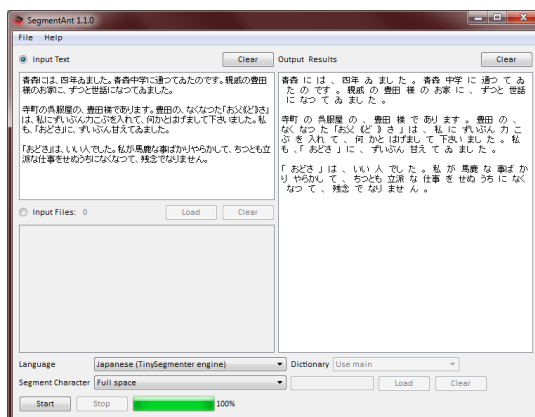 SegmentAnt 1.1.0
File Help
Input Text Clear Output Results Clear
青森には、四年ゐました。青森中学に通つてゐたのです。親戚の豊田
様のお家に、ずつと世話になつてゐました。
寺町の呉服屋の、豊田様であります。豊田の、なくなつた「お父《ど》さ」
は、私にずいぶん力こぶを入れて、何かとはげまして下さいました。私
も、「おどさ」に、ずいぶん甘えてゐました。
「おどさ」は、いい人でした。私が馬鹿な事ばかりやらかして、ちつとも立
派な仕事をせぬうちになくなつて、残念でなりません。
青森 に は 、 四年 ゐ まし た 。 青森 中学 に 通つ て ゐ
た の です 。 親戚 の 豊田 様 の お家 に 、 ずつと 世話
に なつ て ゐ まし た 。
寺町 の 呉服屋 の 、 豊田 様 で あり ます 。 豊田 の 、
なく なつ た 「お父 《ど 》 さ 」 は 、 私 に ずいぶん 力 こ
ぶ を 入れ て 、 何 か と はげまし て 下さい まし た 。 私
も 、「 おどさ 」 に 、 ずいぶん 甘え て ゐ まし た 。
「 おどさ 」 は 、 いい 人 でし た 。 私 が 馬鹿 な 事ば か
り やらかし て 、 ちつとも 立派 な 仕事 を せぬ うち に なく
なつ て 、 残念 で なり ませ ん 。
Input Files: 0 Load Clear
Language Japanese (TinySegmenter engine) Dictionary Use main
Segment Character Full space Load Clear
Start Stop 100%